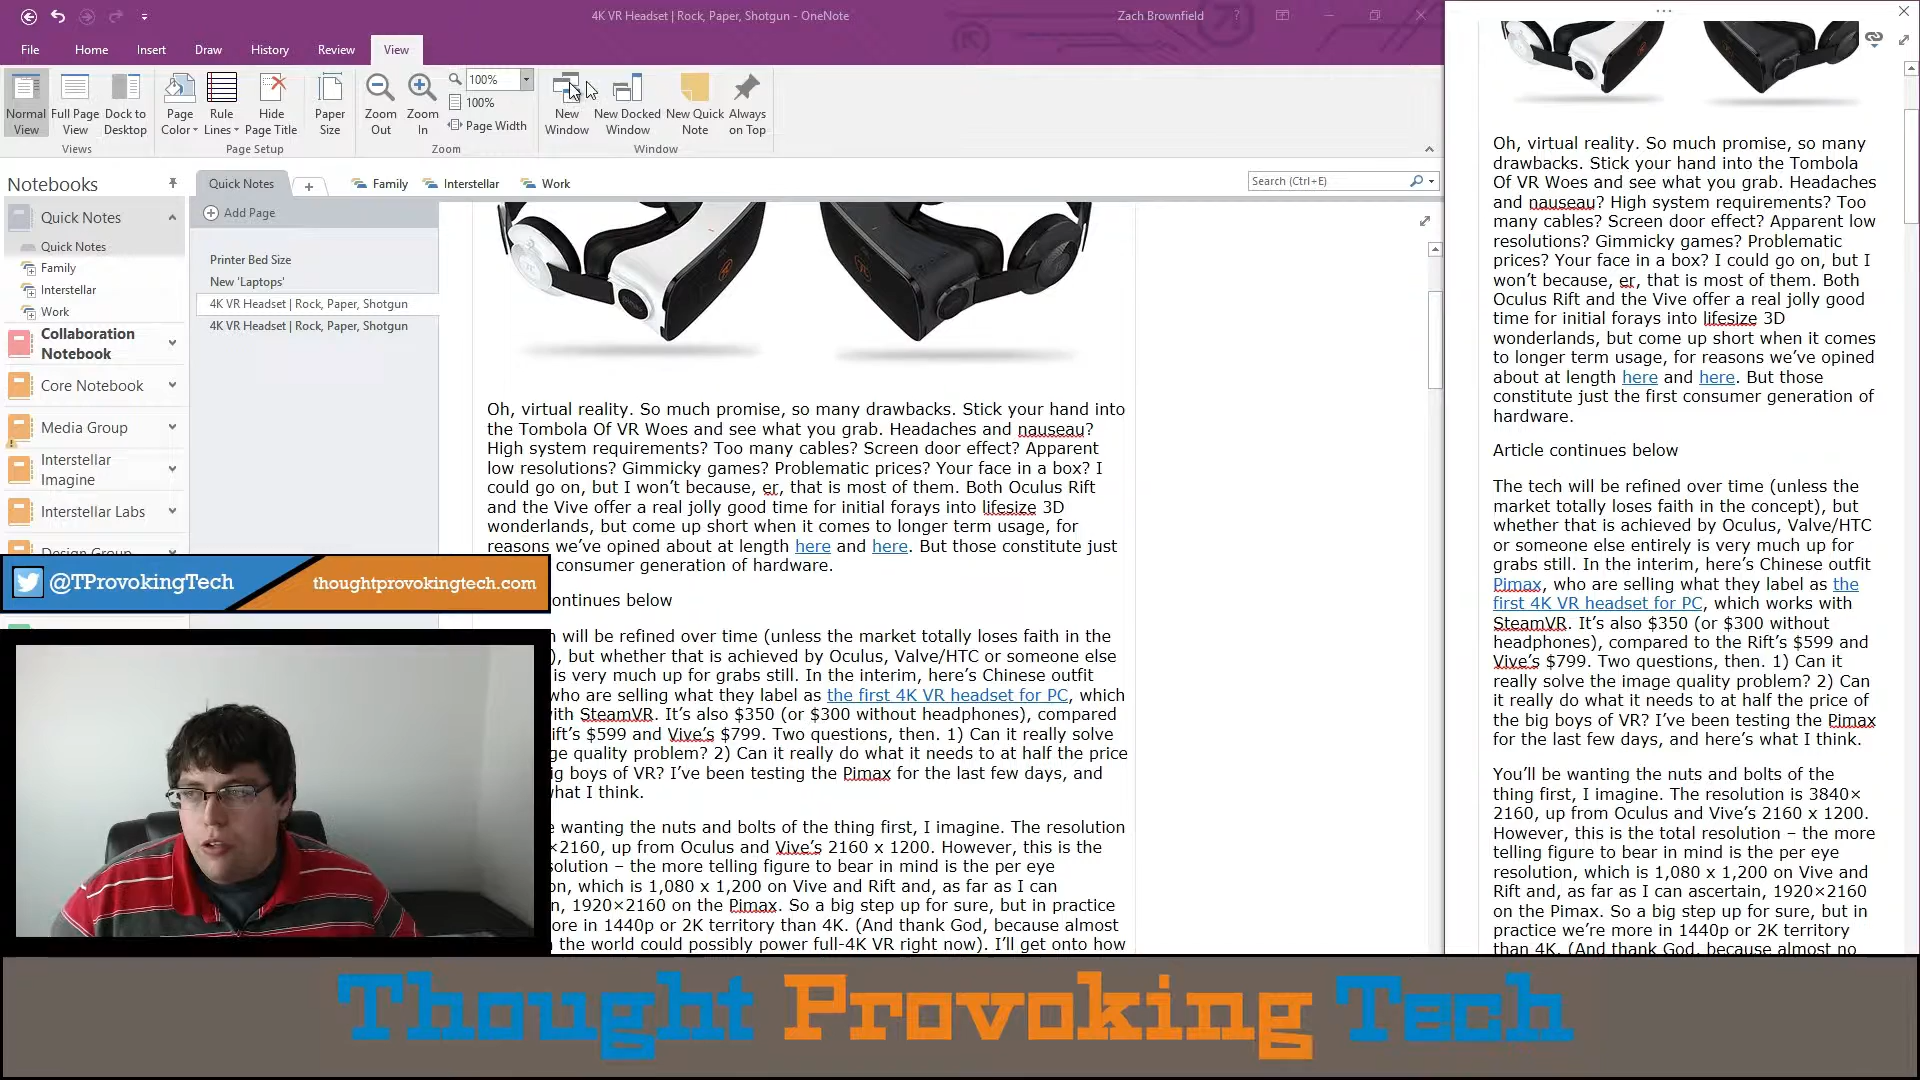 4K VR Headset | Rock, Paper, Shotgun - OneNote
Zach Brownfield
File
Home
Insert
Draw
History
Review
View
Normal View
Full Page View
Dock to Desktop
Views
Page Color
Rule Lines
Hide Page Title
Paper Size
Page Setup
Zoom Out
Zoom In
100%
100%
Page Width
Zoom
New Window
New Docked Window
New Quick Note
Always on Top
Window
Notebooks
Quick Notes
Quick Notes
Family
Interstellar
Work
Collaboration Notebook
Core Notebook
Media Group
Interstellar Imagine
Interstellar Labs
Design Group
Quick Notes
Family
Interstellar
Work
Search (Ctrl+E)
Add Page
Printer Bed Size
New 'Laptops'
4K VR Headset | Rock, Paper, Shotgun
4K VR Headset | Rock, Paper, Shotgun
Oh, virtual reality. So much promise, so many drawbacks. Stick your hand into
the Tombola Of VR Woes and see what you grab. Headaches and nauseau?
High system requirements? Too many cables? Screen door effect? Apparent
low resolutions? Gimmicky games? Problematic prices? Your face in a box? I
could go on, but I won't because, er, that is most of them. Both Oculus Rift
and the Vive offer a real jolly good time for initial forays into lifesize 3D
wonderlands, but come up short when it comes to longer term usage, for
reasons we've opined about at length here and here. But those constitute just
consumer generation of hardware.
ontinues below
will be refined over time (unless the market totally loses faith in the
), but whether that is achieved by Oculus, Valve/HTC or someone else
is very much up for grabs still. In the interim, here's Chinese outfit
who are selling what they label as the first 4K VR headset for PC, which
ith SteamVR. It's also $350 (or $300 without headphones), compared
ift's $599 and Vive's $799. Two questions, then. 1) Can it really solve
ge quality problem? 2) Can it really do what it needs to at half the price
ig boys of VR? I've been testing the Pimax for the last few days, and
hat I think.
e wanting the nuts and bolts of the thing first, I imagine. The resolution
×2160, up from Oculus and Vive's 2160 x 1200. However, this is the
solution – the more telling figure to bear in mind is the per eye
on, which is 1,080 x 1,200 on Vive and Rift and, as far as I can
n, 1920×2160 on the Pimax. So a big step up for sure, but in practice
ore in 1440p or 2K territory than 4K. (And thank God, because almost
n the world could possibly power full-4K VR right now). I'll get onto how
Oh, virtual reality. So much promise, so many
drawbacks. Stick your hand into the Tombola
Of VR Woes and see what you grab. Headaches
and nauseau? High system requirements? Too
many cables? Screen door effect? Apparent low
resolutions? Gimmicky games? Problematic
prices? Your face in a box? I could go on, but I
won't because, er, that is most of them. Both
Oculus Rift and the Vive offer a real jolly good
time for initial forays into lifesize 3D
wonderlands, but come up short when it comes
to longer term usage, for reasons we've opined
about at length here and here. But those
constitute just the first consumer generation of
hardware.
Article continues below
The tech will be refined over time (unless the
market totally loses faith in the concept), but
whether that is achieved by Oculus, Valve/HTC
or someone else entirely is very much up for
grabs still. In the interim, here's Chinese outfit
Pimax, who are selling what they label as the
first 4K VR headset for PC, which works with
SteamVR. It's also $350 (or $300 without
headphones), compared to the Rift's $599 and
Vive's $799. Two questions, then. 1) Can it
really solve the image quality problem? 2) Can
it really do what it needs to at half the price of
the big boys of VR? I've been testing the Pimax
for the last few days, and here's what I think.
You'll be wanting the nuts and bolts of the
thing first, I imagine. The resolution is 3840×
2160, up from Oculus and Vive's 2160 x 1200.
However, this is the total resolution – the more
telling figure to bear in mind is the per eye
resolution, which is 1,080 x 1,200 on Vive and
Rift and, as far as I can ascertain, 1920×2160
on the Pimax. So a big step up for sure, but in
practice we're more in 1440p or 2K territory
than 4K. (And thank God, because almost no
@TProvokingTech
thoughtprovokingtech.com
Thought Provoking Tech